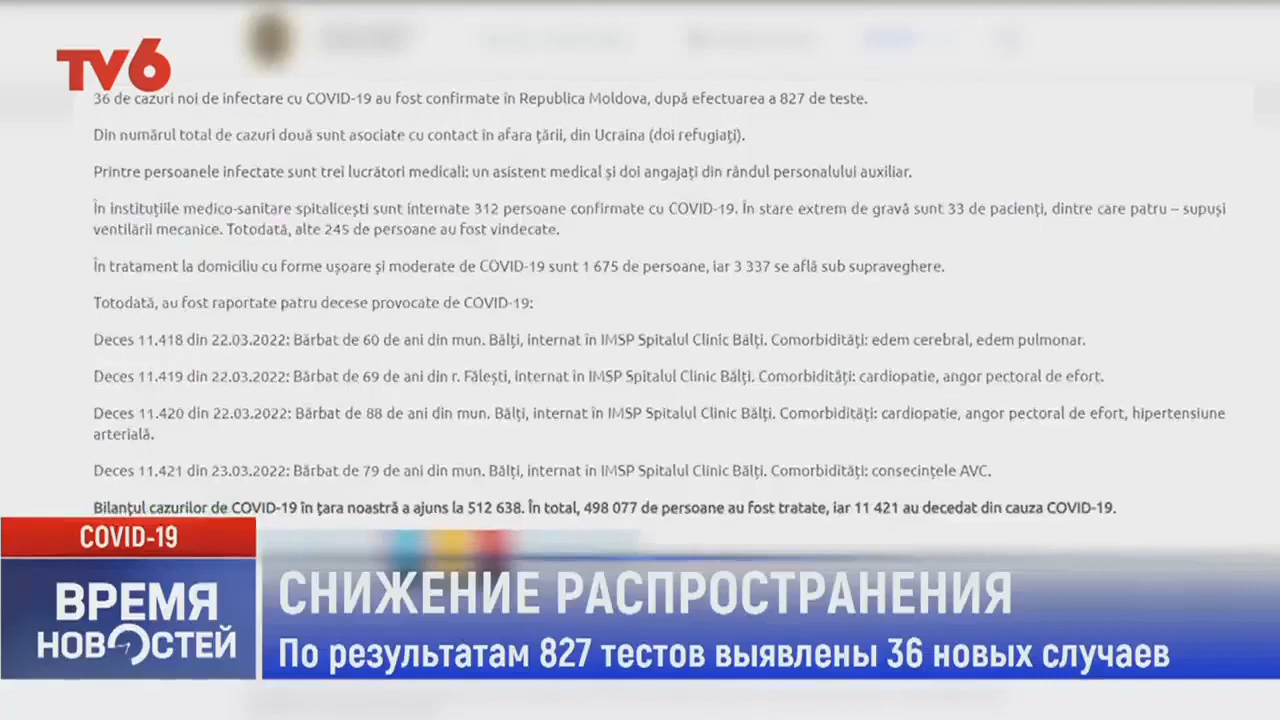 TV6
36 de cazuri noi de infectare cu COVID-19 au fost confirmate în Republica Moldova, după efectuarea a 827 de teste.
Din numărul total de cazuri două sunt asociate cu contact în afara țării, din Ucraina (doi refugiați).
Printre persoanele infectate sunt trei lucrători medicali: un asistent medical și doi angajați din rândul personalului auxiliar.
În instituțiile medico-sanitare spitalicești sunt internate 312 persoane confirmate cu COVID-19. În stare extrem de gravă sunt 33 de pacienți, dintre care patru – supuși
ventilării mecanice. Totodată, alte 245 de persoane au fost vindecate.
În tratament la domiciliu cu forme ușoare și moderate de COVID-19 sunt 1 675 de persoane, iar 3 337 se află sub supraveghere.
Totodată, au fost raportate patru decese provocate de COVID-19:
Deces 11.418 din 22.03.2022: Bărbat de 60 de ani din mun. Bălți, internat în IMSP Spitalul Clinic Bălți. Comorbidități: edem cerebral, edem pulmonar.
Deces 11.419 din 22.03.2022: Bărbat de 69 de ani din r. Fălești, internat în IMSP Spitalul Clinic Bălți. Comorbidități: cardiopatie, angor pectoral de efort.
Deces 11.420 din 22.03.2022: Bărbat de 88 de ani din mun. Bălți, internat în IMSP Spitalul Clinic Bălți. Comorbidități: cardiopatie, angor pectoral de efort, hipertensiune
arterială.
Deces 11.421 din 23.03.2022: Bărbat de 79 de ani din mun. Bălți, internat în IMSP Spitalul Clinic Bălți. Comorbidități: consecințele AVC.
Bilanțul cazurilor de COVID-19 în țara noastră a ajuns la 512 638. În total, 498 077 de persoane au fost tratate, iar 11 421 au decedat din cauza COVID-19.
COVID-19
ВРЕМЯ
НОВОСТЕЙ
СНИЖЕНИЕ РАСПРОСТРАНЕНИЯ
По результатам 827 тестов выявлены 36 новых случаев